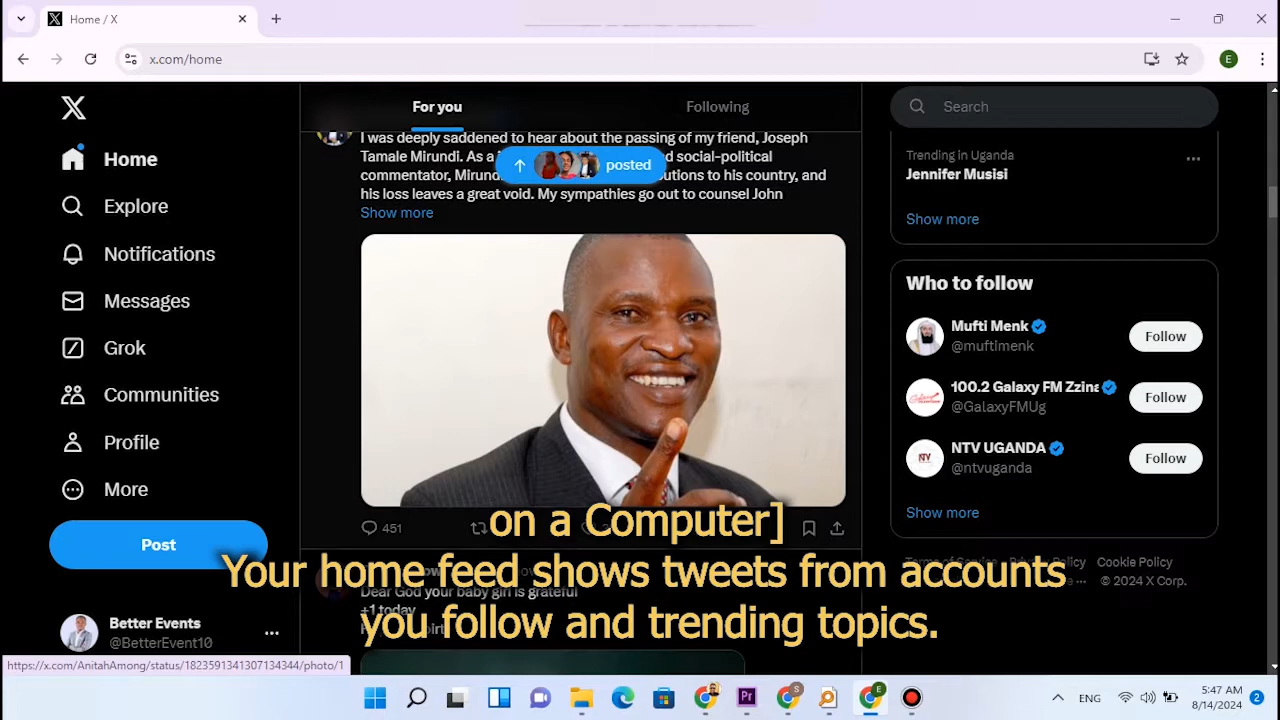 Home / X
x.com/home
E
For you
Following
Search
Home
Explore
Notifications
Messages
Grok
Communities
Profile
More
Post
Better Events
@BetterEvent10
I was deeply saddened to hear about the passing of my friend, Joseph
Tamale Mirundi. As a
d social-political
commentator, Mirund
utions to his country, and
his loss leaves a great void. My sympathies go out to counsel John
Show more
posted
451
Dear God your baby girl is grateful
+1 today
Trending in Uganda
Jennifer Musisi
Show more
Who to follow
Mufti Menk
@muftimenk
Follow
100.2 Galaxy FM Zzina
@GalaxyFMUg
Follow
NTV UGANDA
@ntvuganda
Follow
Show more
Cookie Policy
© 2024 X Corp.
on a Computer]
Your home feed shows tweets from accounts
you follow and trending topics.
https://x.com/AnitahAmong/status/1823591341307134344/photo/1
ENG
5:47 AM
8/14/2024
2